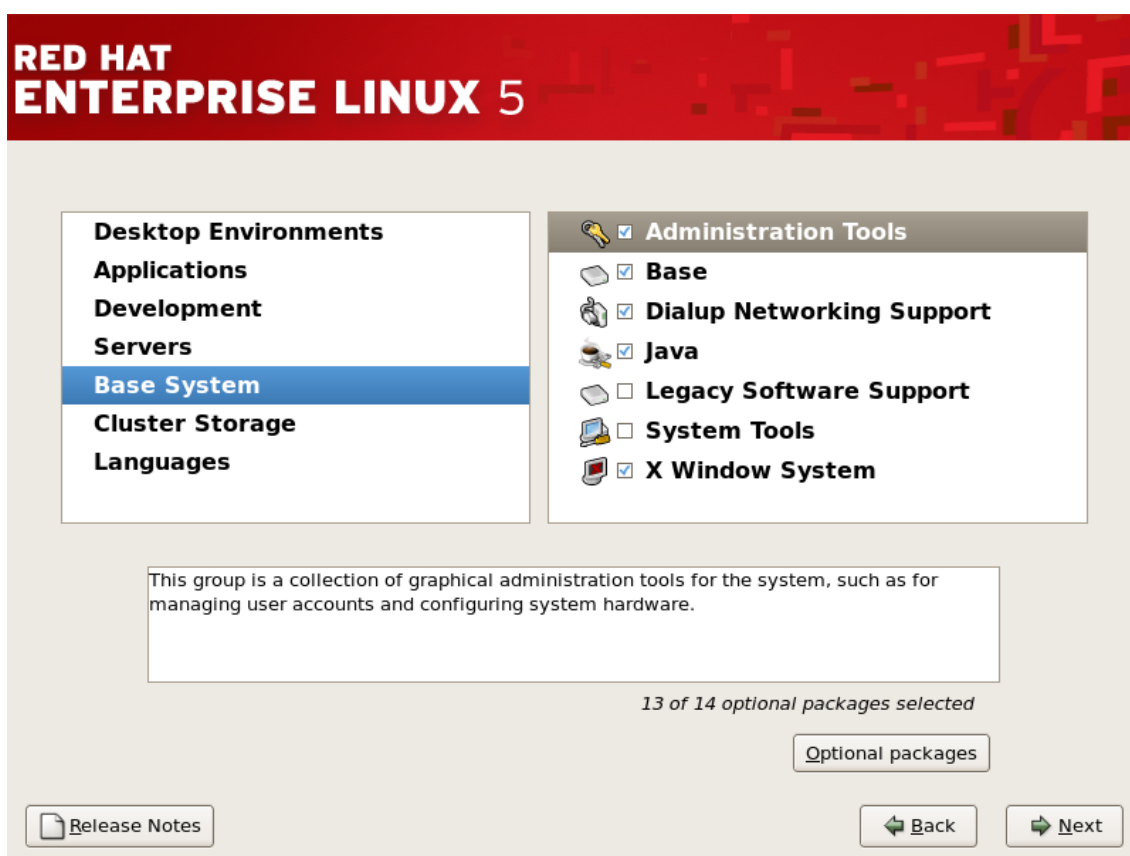 RED HAT
ENTERPRISE LINUX 5
Desktop Environments
Applications
Development
Servers
Base System
Cluster Storage
Languages
Administration Tools
Base
Dialup Networking Support
Java
Legacy Software Support
System Tools
X Window System
This group is a collection of graphical administration tools for the system, such as for
managing user accounts and configuring system hardware.
13 of 14 optional packages selected
Optional packages
Release Notes
Back
Next